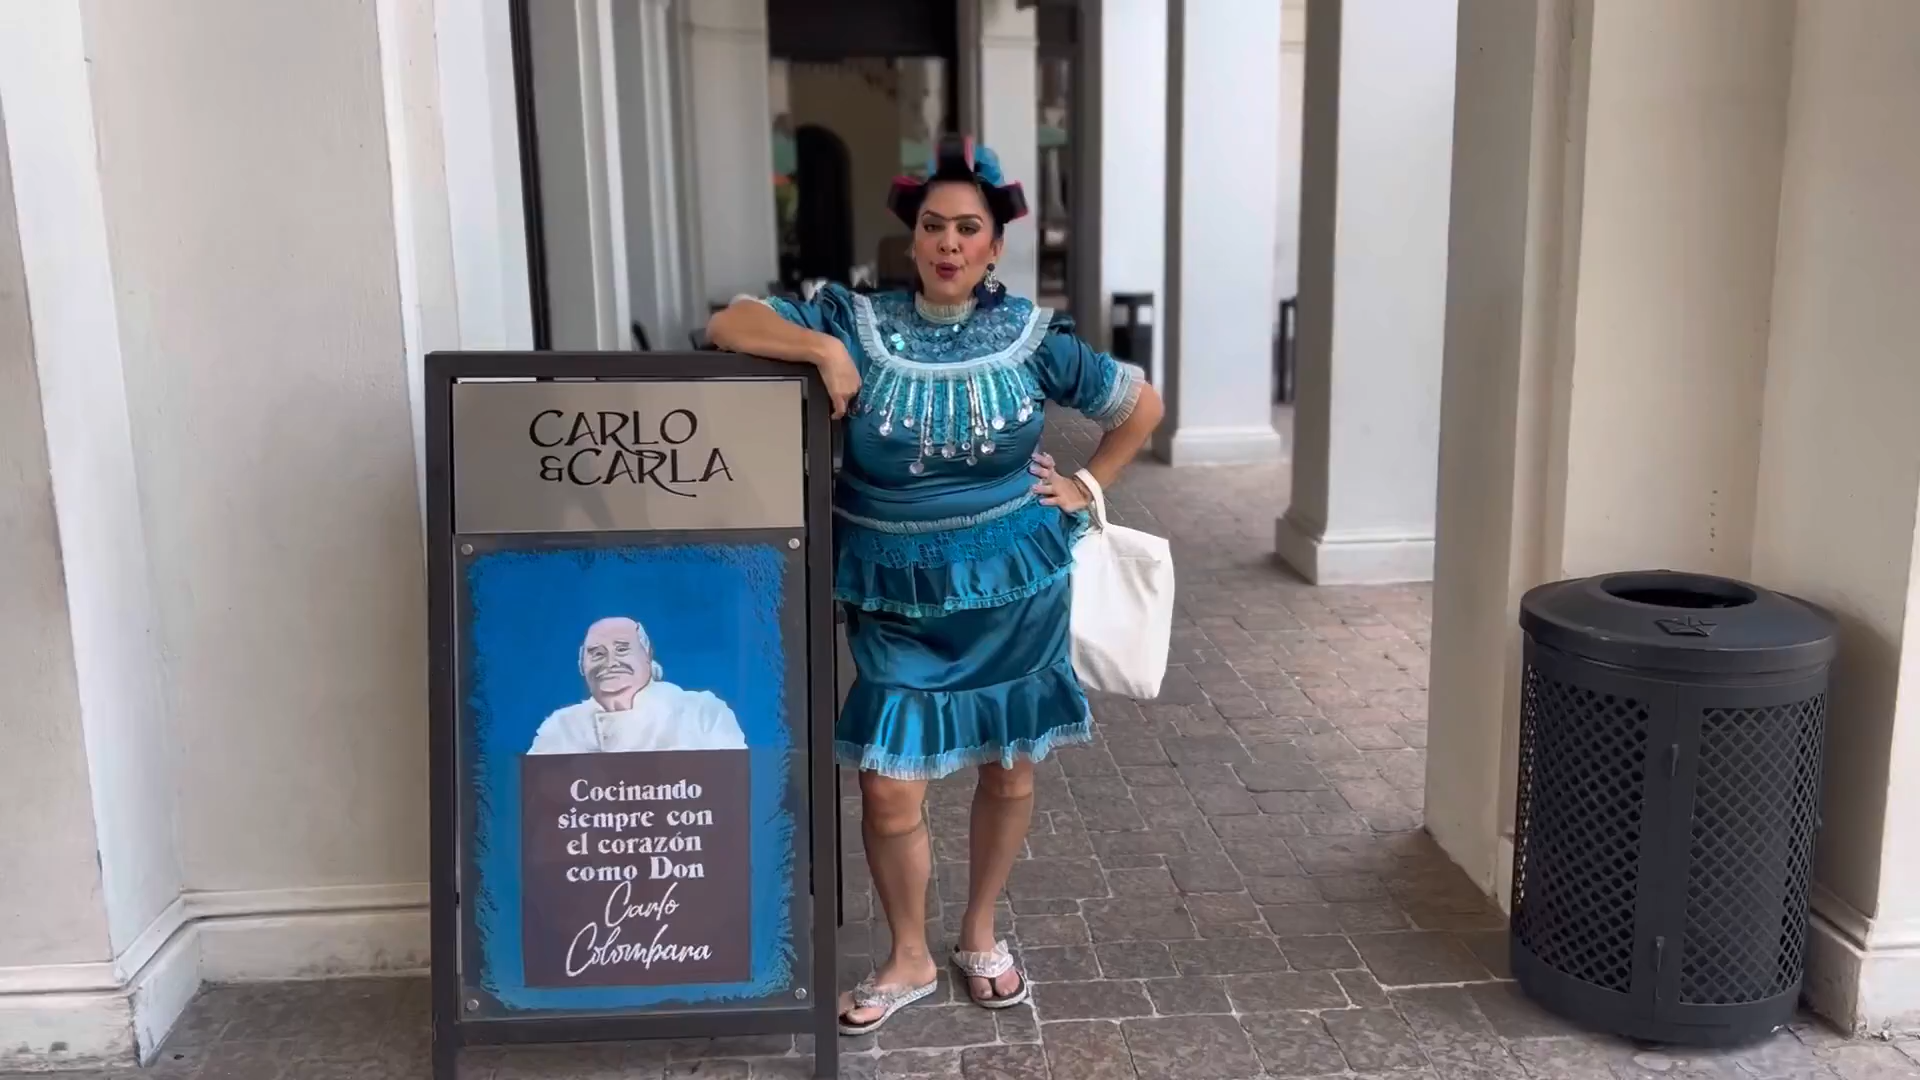 CARLO
&CARLA
Cocinando
siempre con
el corazón
como Don
Carlo
Colombara